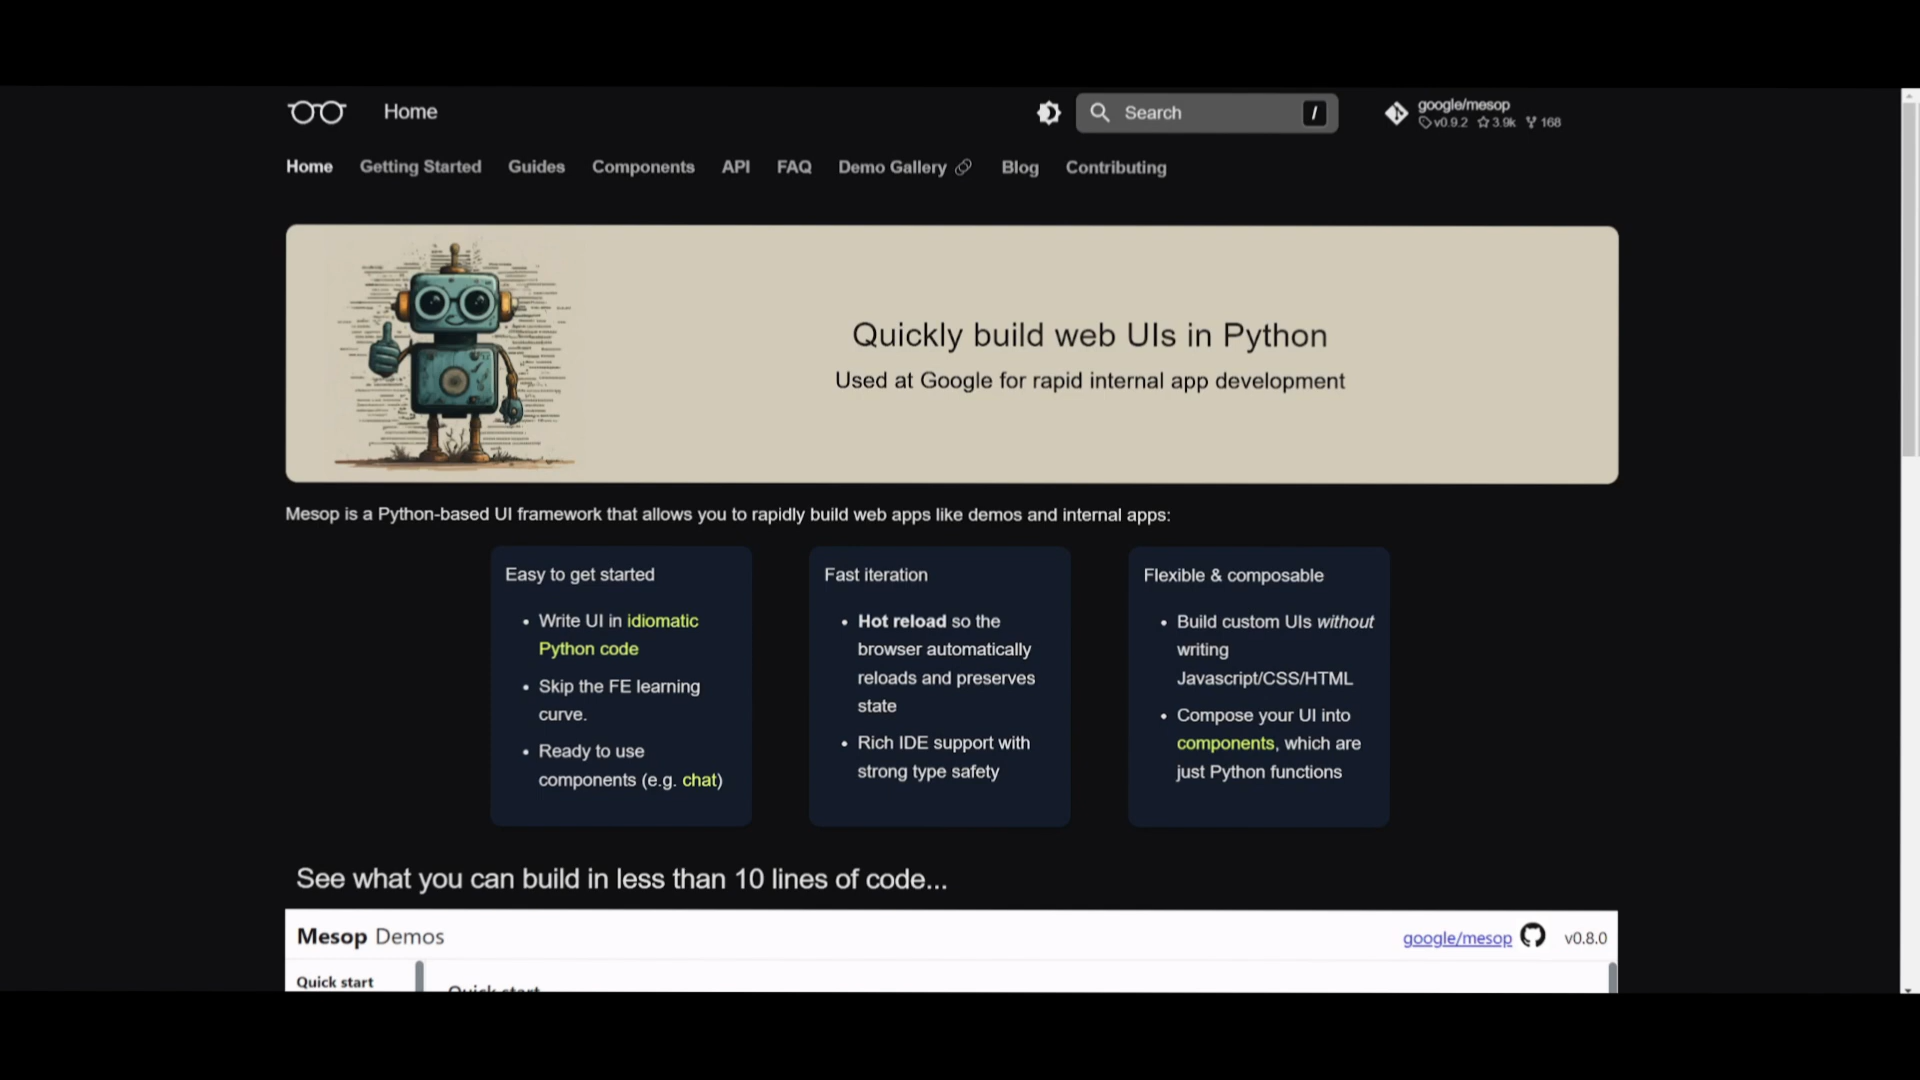 Home
Search /
google/mesop
v0.9.2 3.9k 168
Home Getting Started Guides Components API FAQ Demo Gallery Blog Contributing
Quickly build web UIs in Python
Used at Google for rapid internal app development
Mesop is a Python-based UI framework that allows you to rapidly build web apps like demos and internal apps:
Easy to get started
• Write UI in idiomatic
Python code
• Skip the FE learning
curve.
• Ready to use
components (e.g. chat)
Fast iteration
• Hot reload so the
browser automatically
reloads and preserves
state
• Rich IDE support with
strong type safety
Flexible & composable
• Build custom UIs without
writing
Javascript/CSS/HTML
• Compose your UI into
components, which are
just Python functions
See what you can build in less than 10 lines of code...
Mesop Demos
google/mesop v0.8.0
Quick start
Quick start